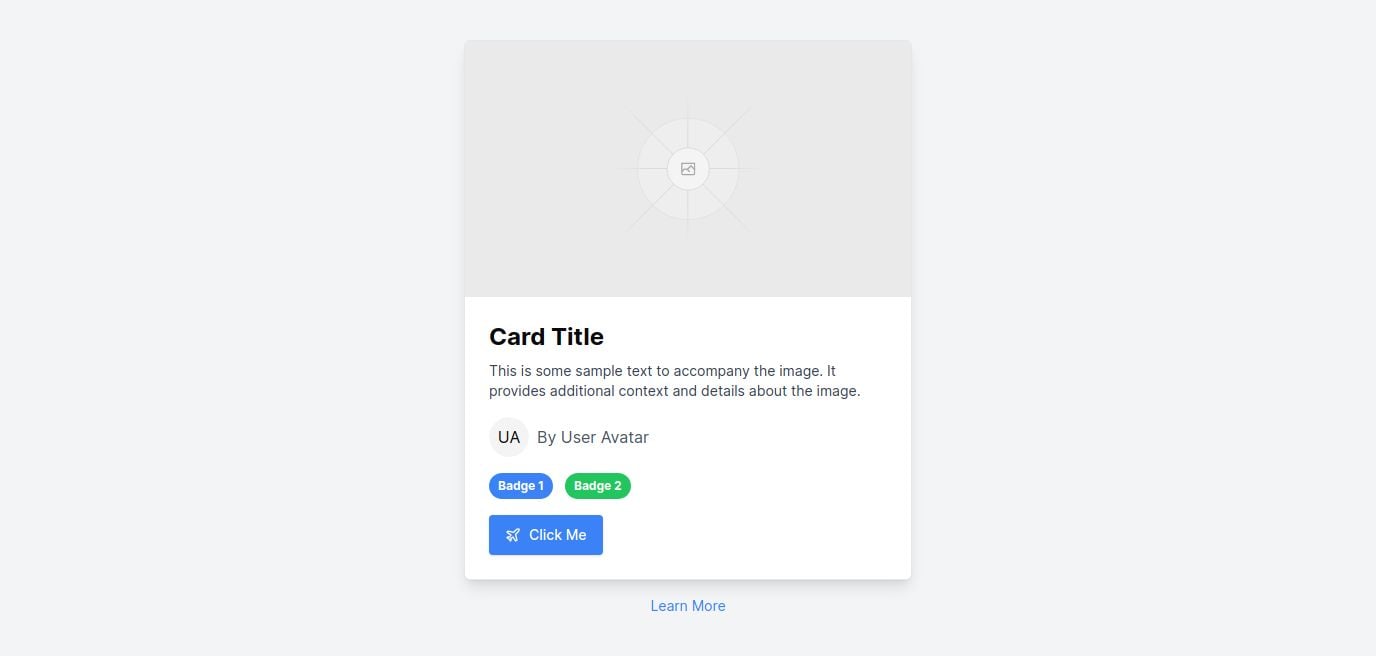 Card Title
This is some sample text to accompany the image. It
provides additional context and details about the image.
UA By User Avatar
Badge 1 Badge 2
Click Me
Learn More